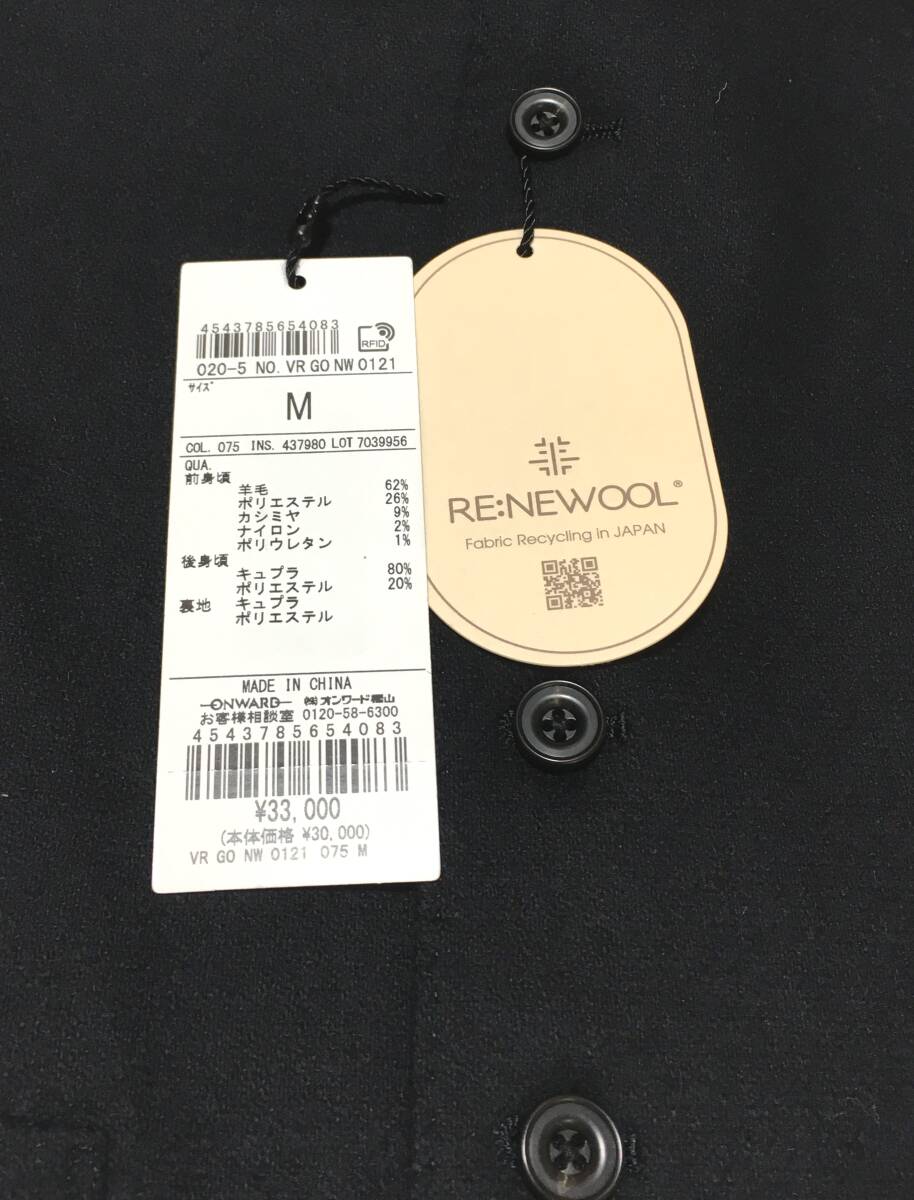 4543785654083
RFID
020-5 NO. VR GO NW 0121
サイズ
M
COL. 075 INS. 437980 LOT 7039956
QUA.
前身頃
羊毛 62%
ポリエステル 26%
カシミヤ 9%
ナイロン 2%
ポリウレタン 1%
後身頃
キュプラ 80%
ポリエステル 20%
裏地 キュプラ
ポリエステル
MADE IN CHINA
ONWARD ㈱オンワード樫山
お客様相談室 0120-58-6300
4543785654083
¥33,000
(本体価格 ¥30,000)
VR GO NW 0121 075 M
RE:NEWOOL®
Fabric Recycling in JAPAN